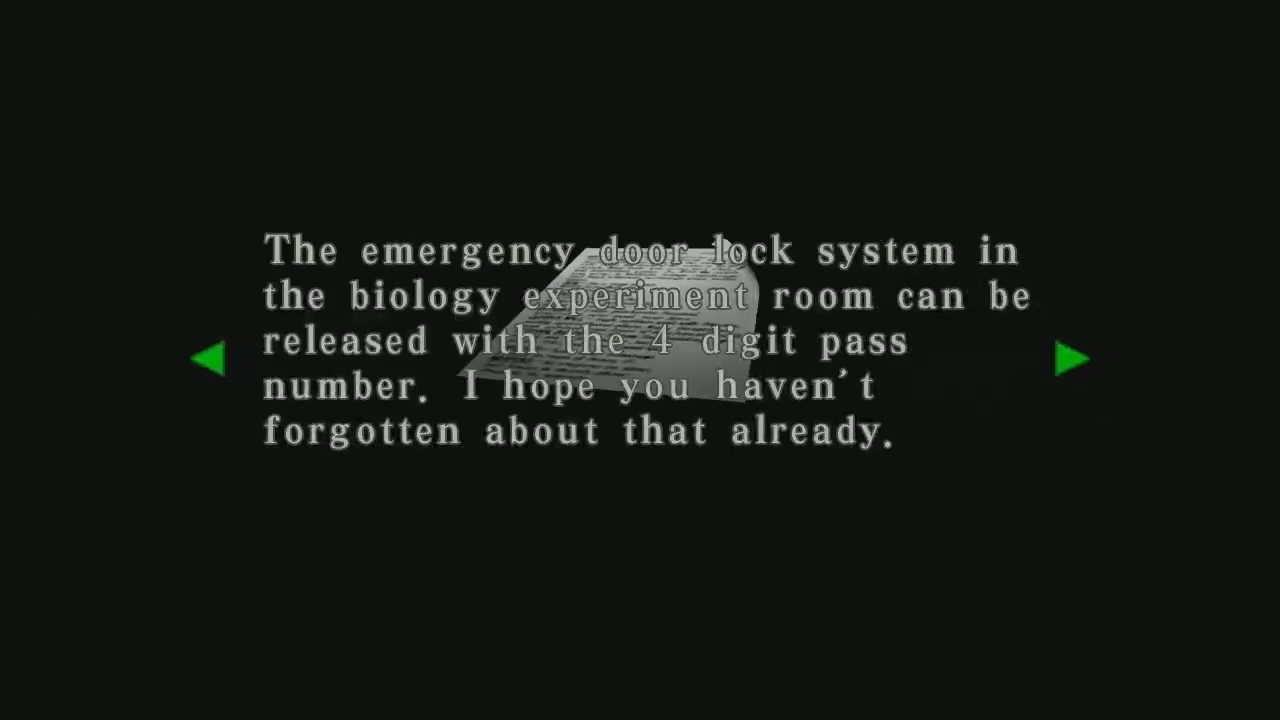 The emergency door lock system in
the biology experiment room can be
released with the 4 digit pass
number. I hope you haven't
forgotten about that already.